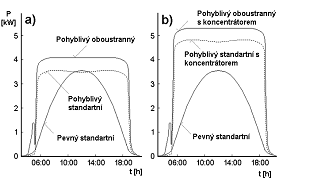 P
[kW]
a)
Pohyblivý oboustranný
5
4
3
2
1
0
Pohyblivý
standartní
Pevný standartní
06:00 10:00 14:00 18:00
t [h]
b)
Pohyblivý oboustranný
s koncentrátorem
Pohyblivý standartní s
koncentrátorem
Pevný standartní
06:00 10:00 14:00 18:00
t [h]